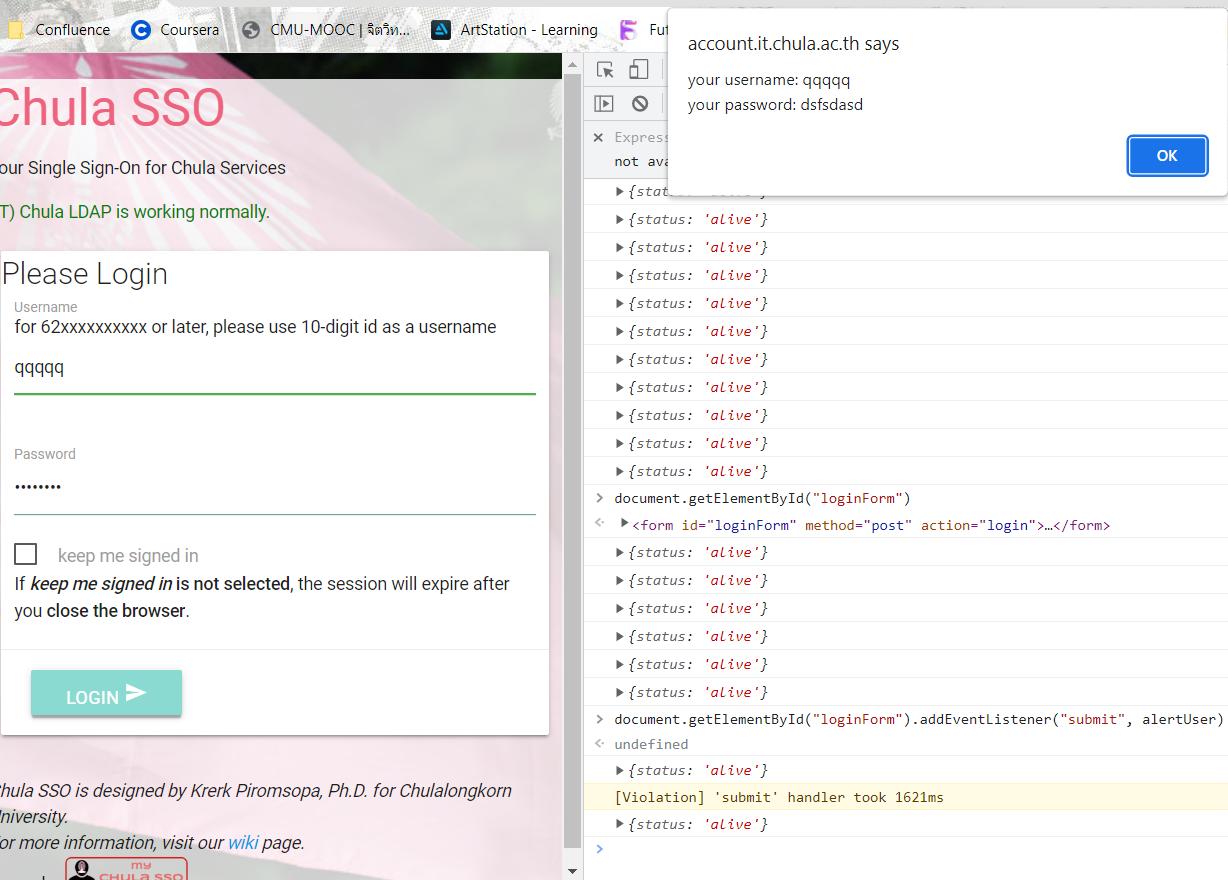 Confluence
Coursera
CMU-MOOC | จิตวิท...
ArtStation - Learning
account.it.chula.ac.th says
your username: qqqqq
your password: dsfsdasd
OK
Chula SSO
our Single Sign-On for Chula Services
T) Chula LDAP is working normally.
Please Login
Username
for 62xxxxxxxxxx or later, please use 10-digit id as a username
qqqqq
Password
keep me signed in
If keep me signed in is not selected, the session will expire after
you close the browser.
LOGIN
Chula SSO is designed by Krerk Piromsopa, Ph.D. for Chulalongkorn
University.
For more information, visit our wiki page.
my
CHULA SSO
Express
not ava
{stat
{status: 'alive'}
{status: 'alive'}
{status: 'alive'}
{status: 'alive'}
{status: 'alive'}
{status: 'alive'}
{status: 'alive'}
{status: 'alive'}
{status: 'alive'}
{status: 'alive'}
> document.getElementById("loginForm")
<form id="loginForm" method="post" action="login">…</form>
{status: 'alive'}
{status: 'alive'}
{status: 'alive'}
{status: 'alive'}
{status: 'alive'}
{status: 'alive'}
> document.getElementById("loginForm").addEventListener("submit", alertUser)
undefined
{status: 'alive'}
[Violation] 'submit' handler took 1621ms
{status: 'alive'}
>